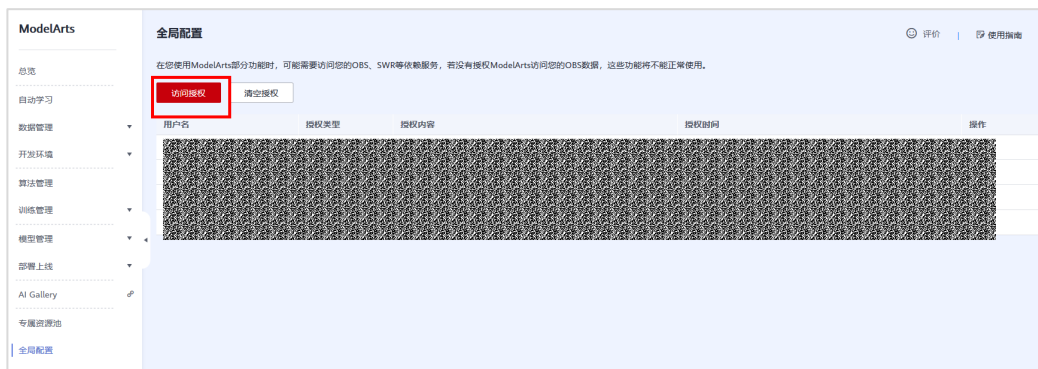 ModelArts
总览
自动学习
数据管理
开发环境
算法管理
训练管理
模型管理
部署上线
AI Gallery
专属资源池
全局配置
全局配置
评价 | 使用指南
在您使用ModelArts部分功能时，可能需要访问您的OBS、SWR等依赖服务，若没有授权ModelArts访问您的OBS数据，这些功能将不能正常使用。
访问授权 清空授权
用户名 授权类型 授权内容 授权时间 操作